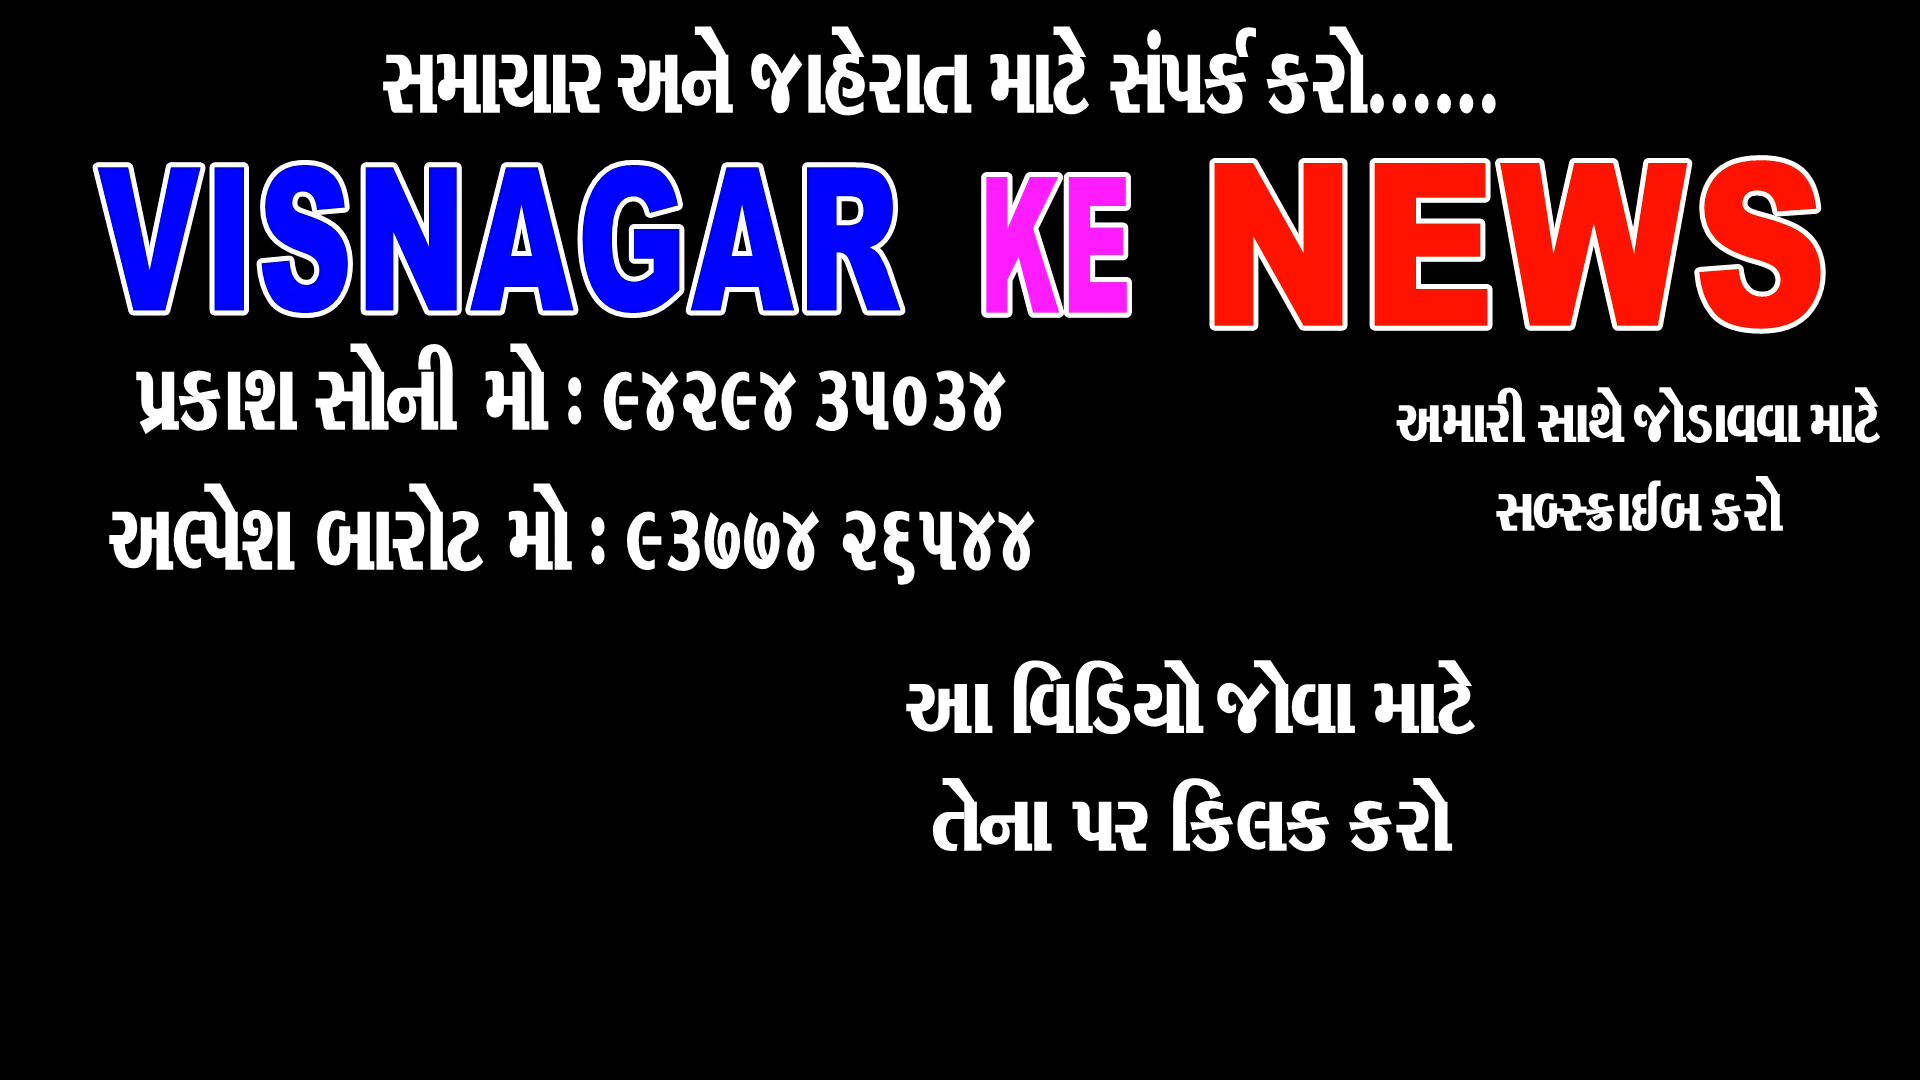 સમાચાર અને જાહેરાત માટે સંપર્ક કરો......
VISNAGAR KE NEWS
પ્રકાશ સોની મો : ૯૪૨૯૪ ૩૫૦૩૪
અલ્પેશ બારોટ મો : ૯૩૭૭૪ ૨૬૫૪૪
અમારી સાથે જોડાવવા માટે
સબ્સ્ક્રાઈબ કરો
આ વિડિયો જોવા માટે
તેના પર કિલક કરો